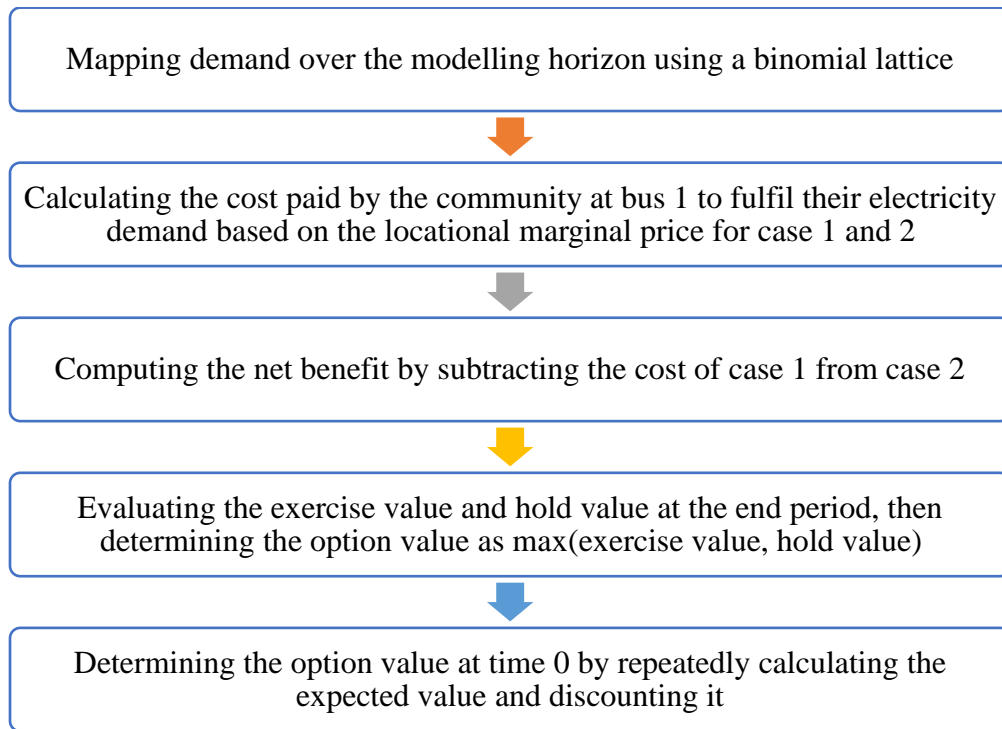 Mapping demand over the modelling horizon using a binomial lattice
Calculating the cost paid by the community at bus 1 to fulfil their electricity
demand based on the locational marginal price for case 1 and 2
Computing the net benefit by subtracting the cost of case 1 from case 2
Evaluating the exercise value and hold value at the end period, then
determining the option value as max(exercise value, hold value)
Determining the option value at time 0 by repeatedly calculating the
expected value and discounting it